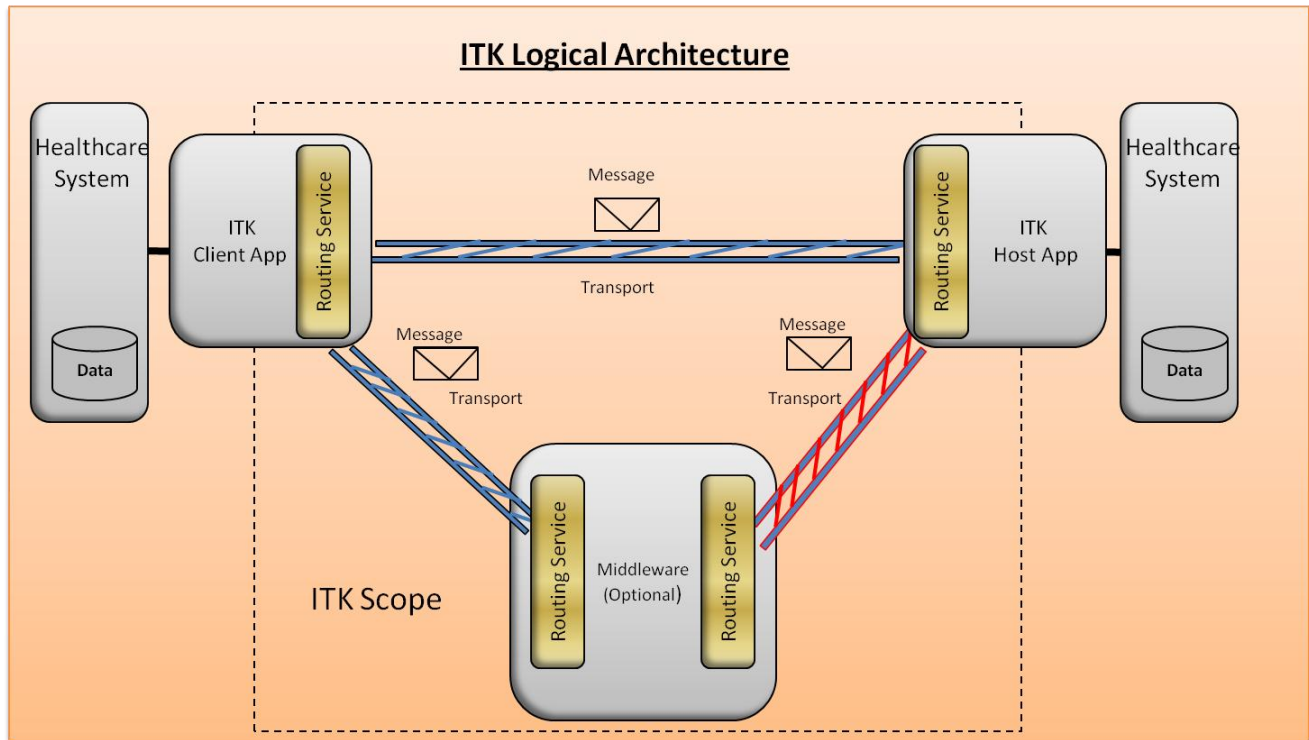 ITK Logical Architecture
Healthcare
System
Data
ITK
Client App
Routing Service
Message
Transport
Routing Service
ITK
Host App
Healthcare
System
Data
Message
Transport
Message
Transport
ITK Scope
Routing Service
Middleware
(Optional)
Routing Service